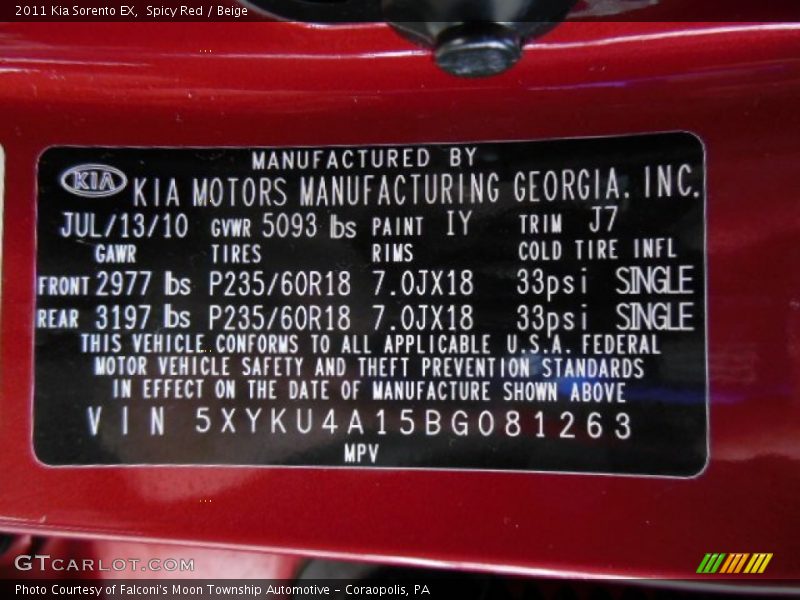 2011 Kia Sorento EX, Spicy Red / Beige
MANUFACTURED BY
KIA KIA MOTORS MANUFACTURING GEORGIA. INC.
JUL/13/10 GVWR 5093 lbs PAINT IY TRIM J7
GAWR TIRES RIMS COLD TIRE INFL
FRONT 2977 lbs P235/60R18 7.0JX18 33psi SINGLE
REAR 3197 lbs P235/60R18 7.0JX18 33psi SINGLE
THIS VEHICLE CONFORMS TO ALL APPLICABLE U.S.A. FEDERAL
MOTOR VEHICLE SAFETY AND THEFT PREVENTION STANDARDS
IN EFFECT ON THE DATE OF MANUFACTURE SHOWN ABOVE
VIN 5XYKU4A15BG081263
MPV
GTCARLOT.COM
Photo Courtesy of Falconi's Moon Township Automotive - Coraopolis, PA